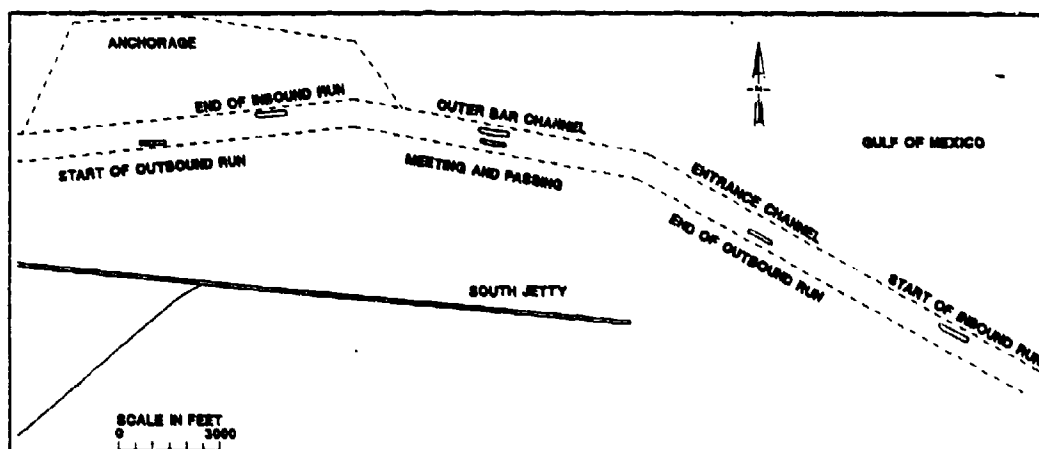 ANCHORAGE
END OF INBOUND RUN
OUTER BAR CHANNEL
N
GULF OF MEXICO
START OF OUTBOUND RUN
MEETING AND PASSING
ENTRANCE CHANNEL
END OF OUTBOUND RUN
START OF INBOUND RUN
SOUTH JETTY
SCALE IN FEET
0 3000